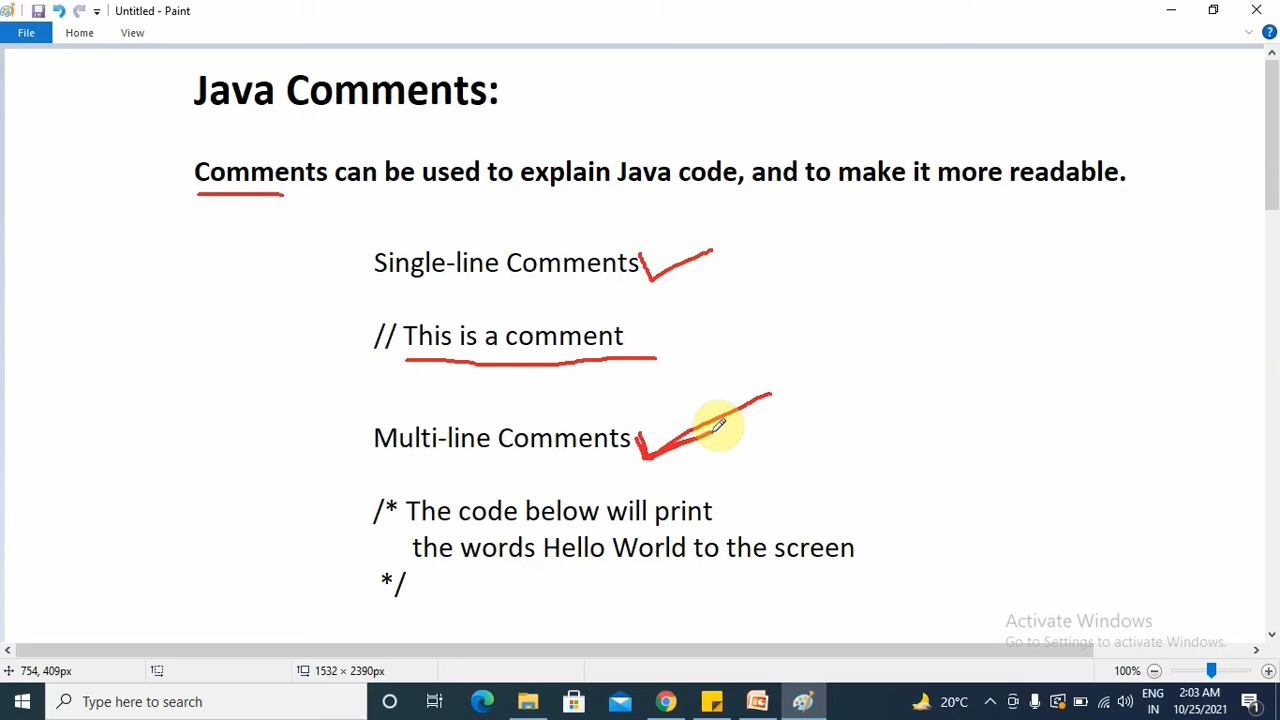 Untitled - Paint
File Home View
Java Comments:
Comments can be used to explain Java code, and to make it more readable.
Single-line Comments
// This is a comment
Multi-line Comments
/* The code below will print
the words Hello World to the screen
*/
Activate Windows
Go to Settings to activate Windows.
754, 409px
1532 × 2390px
100%
Type here to search
20°C
ENG
IN
2:03 AM
10/25/2021